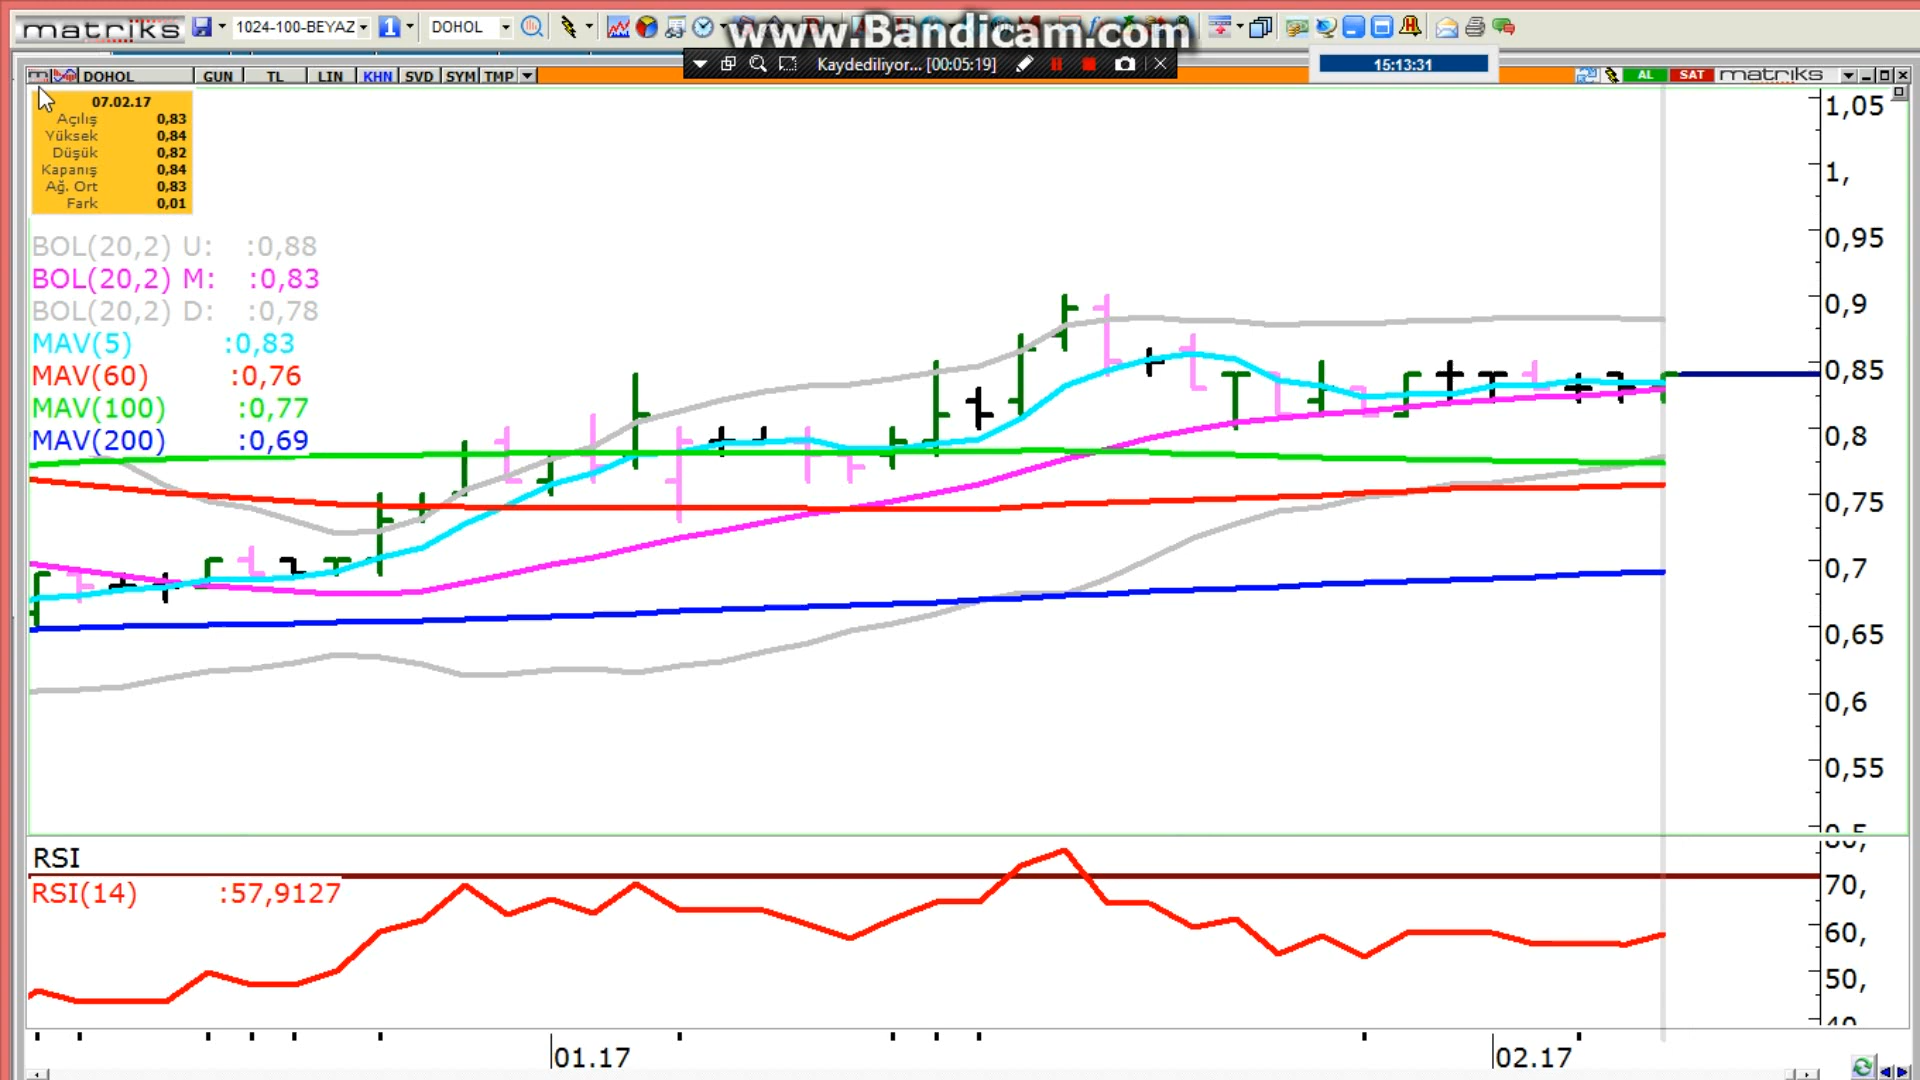 matriks 1024-100-BEYAZ 1 DOHOL
www.Bandicam.com
Kaydediliyor... [00:05:19]
15:13:31
DOHOL GUN TL LIN KHN SVD SYM TMP AL SAT matriks
07.02.17
Açılış 0,83
Yüksek 0,84
Düşük 0,82
Kapanış 0,84
Ağ. Ort 0,83
Fark 0,01
BOL(20,2) U: :0,88
BOL(20,2) M: :0,83
BOL(20,2) D: :0,78
MAV(5) :0,83
MAV(60) :0,76
MAV(100) :0,77
MAV(200) :0,69
1,05
1,
0,95
0,9
0,85
0,8
0,75
0,7
0,65
0,6
0,55
RSI
RSI(14) :57,9127
70,
60,
50,
01.17 02.17